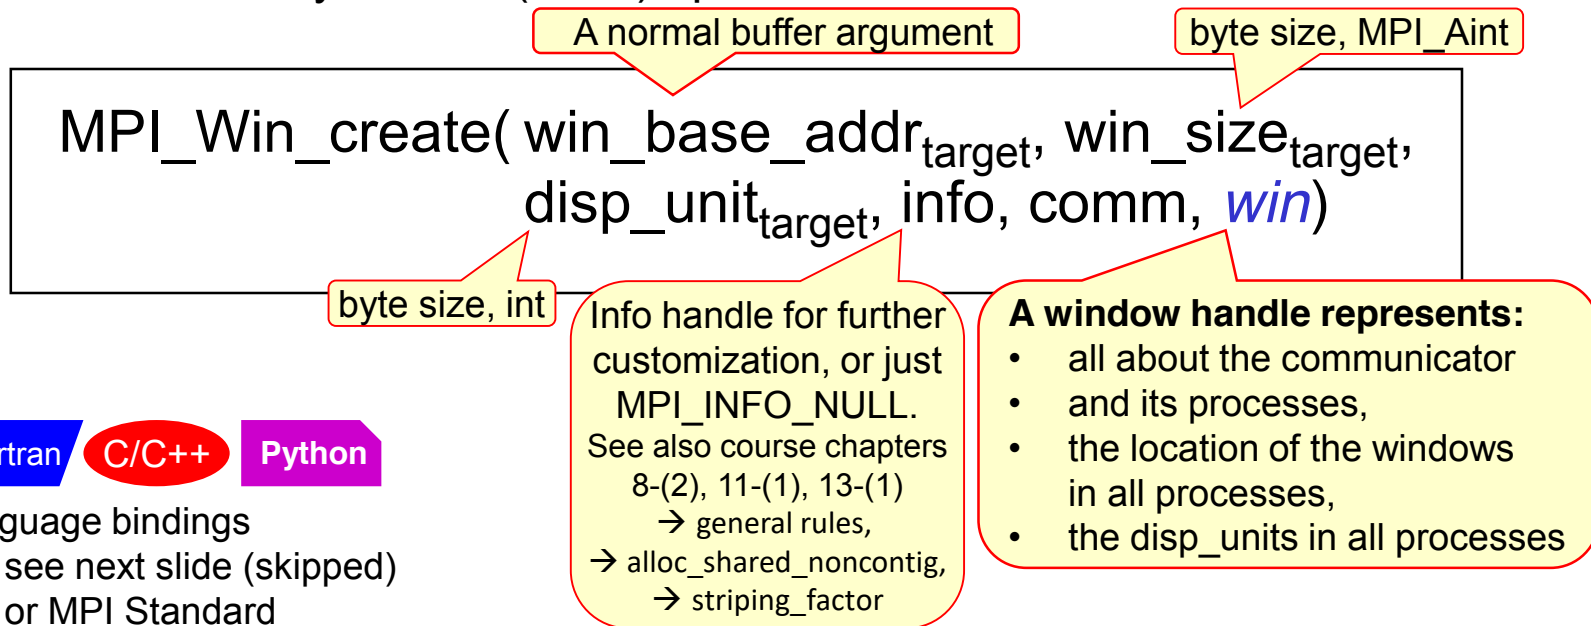 A normal buffer argument
byte size, MPI_Aint
MPI_Win_create( win_base_addr_target, win_size_target,
disp_unit_target, info, comm, win)
byte size, int
Info handle for further
customization, or just
MPI_INFO_NULL.
See also course chapters
8-(2), 11-(1), 13-(1)
→ general rules,
→ alloc_shared_noncontig,
→ striping_factor
A window handle represents:
• all about the communicator
• and its processes,
• the location of the windows
in all processes,
• the disp_units in all processes
rtran C/C++ Python
guage bindings
see next slide (skipped)
or MPI Standard